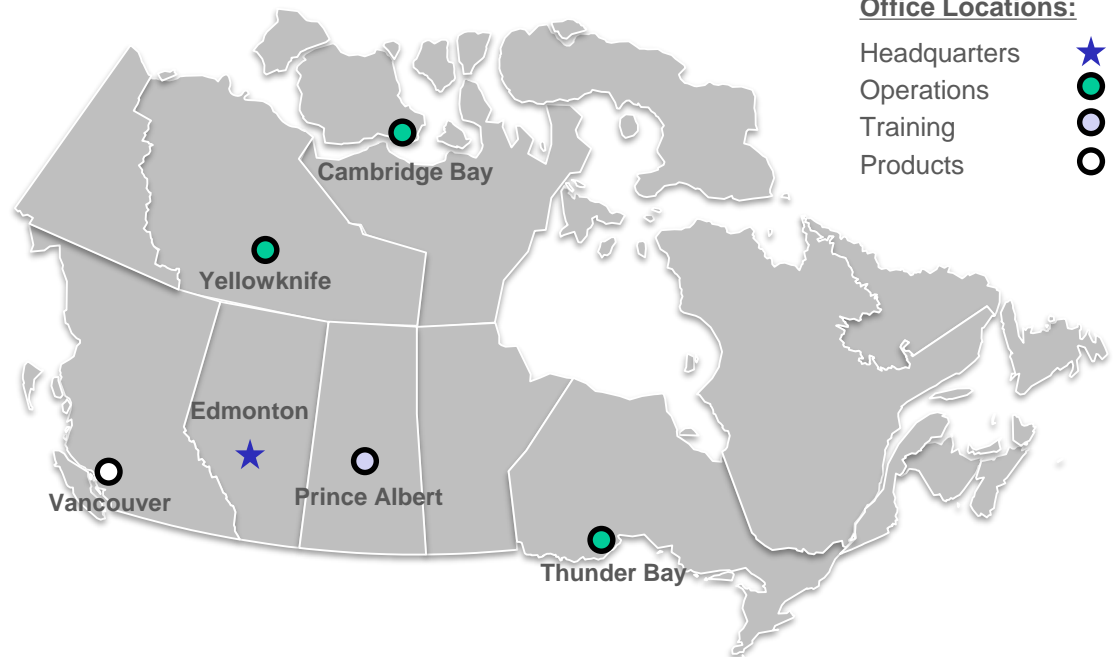 Office Locations:
Headquarters
Operations
Training
Products
Cambridge Bay
Yellowknife
Edmonton
Prince Albert
Vancouver
Thunder Bay